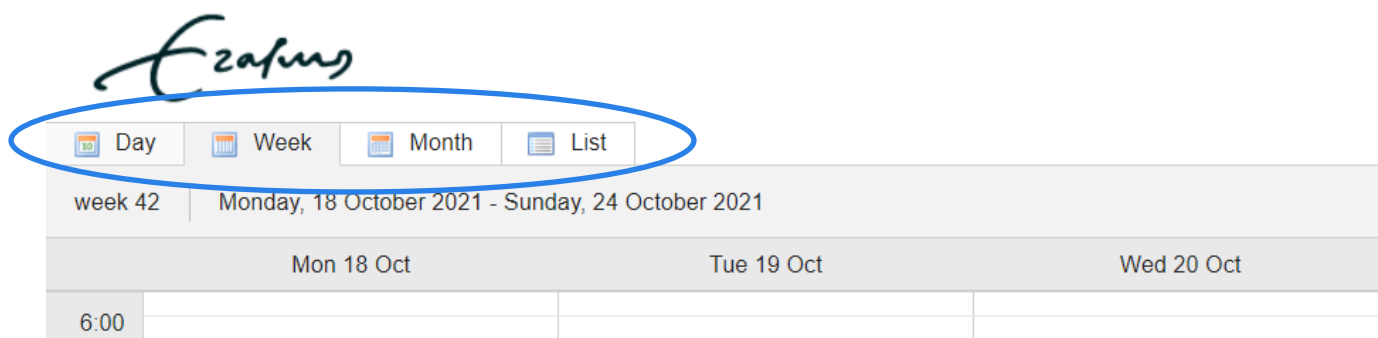 Erasmus
Day Week Month List
week 42 Monday, 18 October 2021 - Sunday, 24 October 2021
Mon 18 Oct Tue 19 Oct Wed 20 Oct
6:00